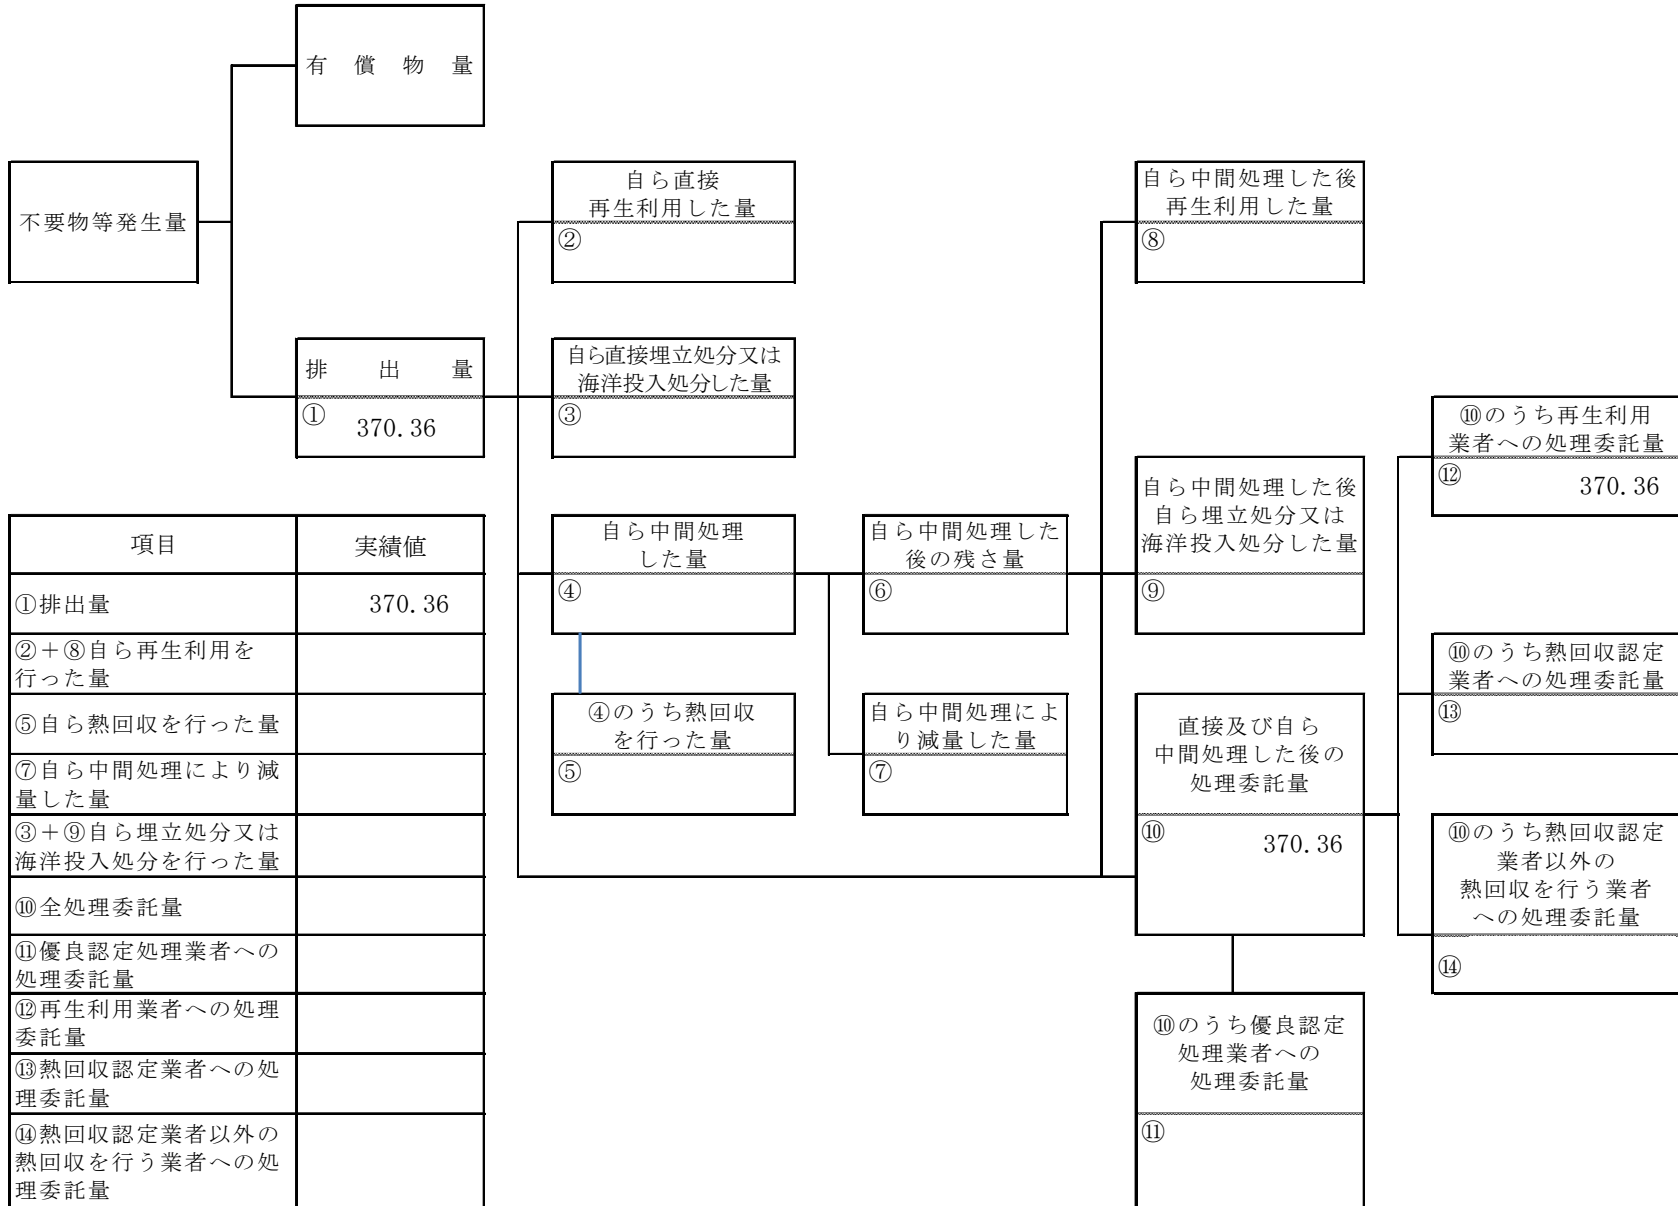 有償物量
不要物等発生量
排出量
①
370.36
自ら直接
再生利用した量
②
自ら直接埋立処分又は
海洋投入処分した量
③
自ら中間処理
した量
④
④のうち熱回収
を行った量
⑤
自ら中間処理した
後の残さ量
⑥
自ら中間処理によ
り減量した量
⑦
自ら中間処理した後
再生利用した量
⑧
自ら中間処理した後
自ら埋立処分又は
海洋投入処分した量
⑨
直接及び自ら
中間処理した後の
処理委託量
⑩
370.36
⑩のうち優良認定
処理業者への
処理委託量
⑪
⑩のうち再生利用
業者への処理委託量
⑫
370.36
⑩のうち熱回収認定
業者への処理委託量
⑬
⑩のうち熱回収認定
業者以外の
熱回収を行う業者
への処理委託量
⑭
項目 実績値
①排出量 370.36
②+⑧自ら再生利用を
行った量
⑤自ら熱回収を行った量
⑦自ら中間処理により減
量した量
③+⑨自ら埋立処分又は
海洋投入処分を行った量
⑩全処理委託量
⑪優良認定処理業者への
処理委託量
⑫再生利用業者への処理
委託量
⑬熱回収認定業者への処
理委託量
⑭熱回収認定業者以外の
熱回収を行う業者への処
理委託量